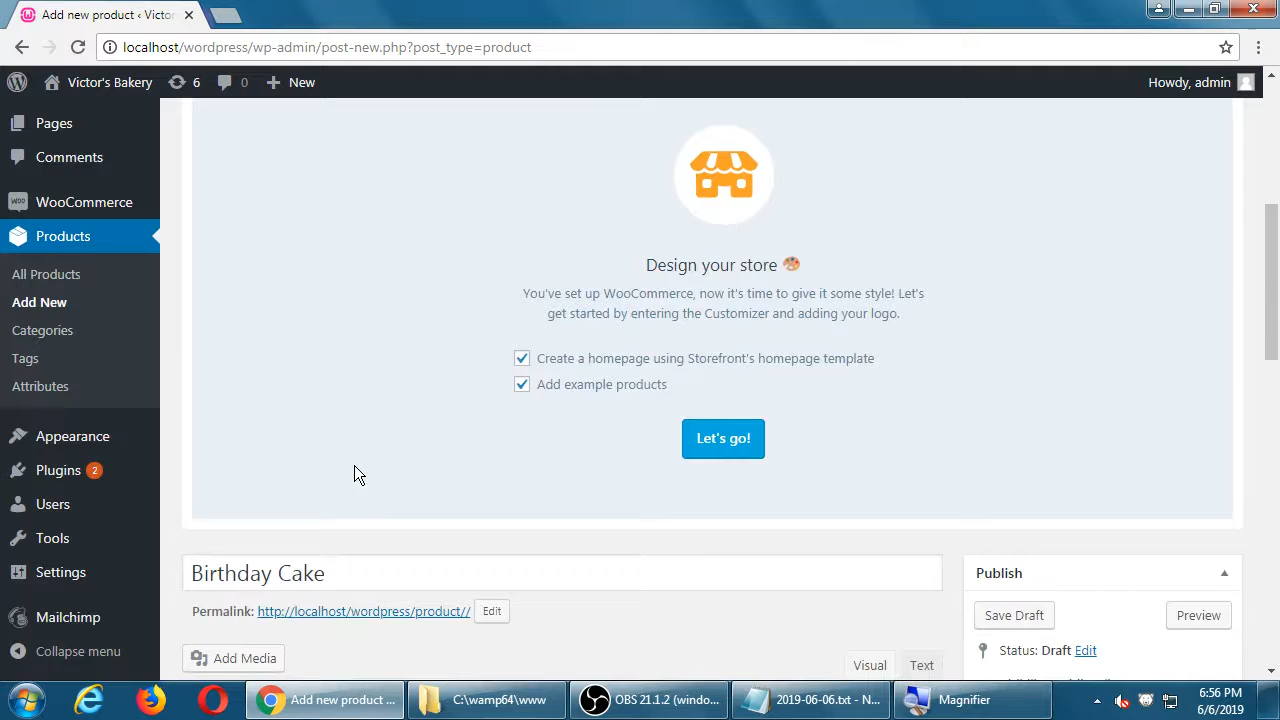 Add new product ‹ Victor
localhost/wordpress/wp-admin/post-new.php?post_type=product
Victor's Bakery 6 0 New Howdy, admin
Pages
Comments
WooCommerce
Products
All Products
Add New
Categories
Tags
Attributes
Appearance
Plugins 2
Users
Tools
Settings
Mailchimp
Collapse menu
Design your store
You've set up WooCommerce, now it's time to give it some style! Let's
get started by entering the Customizer and adding your logo.
Create a homepage using Storefront's homepage template
Add example products
Let's go!
Birthday Cake
Permalink: http://localhost/wordpress/product// Edit
Add Media
Visual Text
Publish
Save Draft Preview
Status: Draft Edit
Add new product ...
C:\wamp64\www
OBS 21.1.2 (windo...
2019-06-06.txt - N...
Magnifier
6:56 PM
6/6/2019